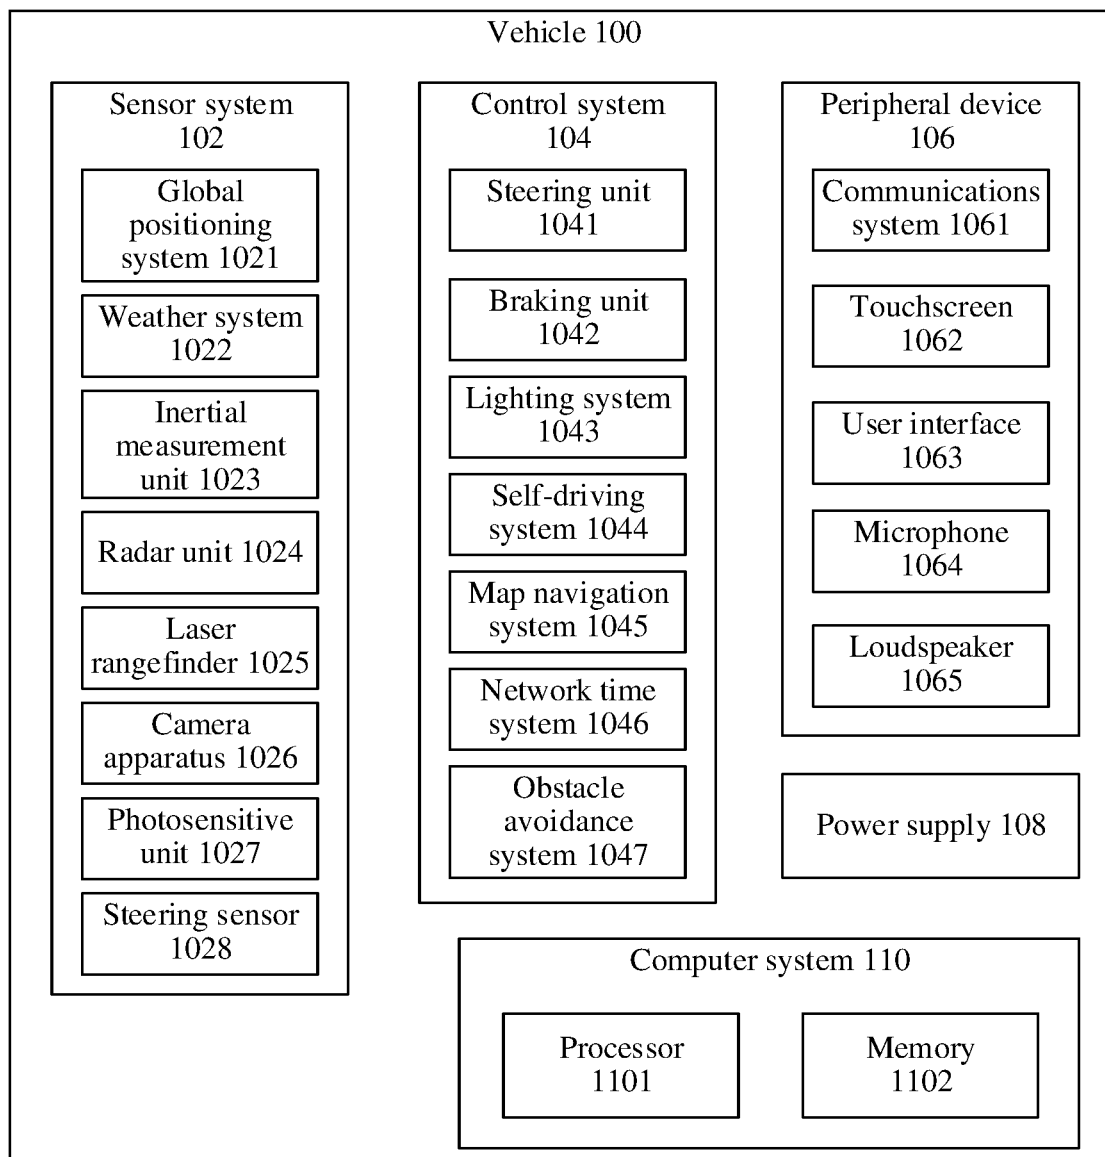 Vehicle 100
Sensor system
102
Global
positioning
system 1021
Weather system
1022
Inertial
measurement
unit 1023
Radar unit 1024
Laser
rangefinder 1025
Camera
apparatus 1026
Photosensitive
unit 1027
Steering sensor
1028
Control system
104
Steering unit
1041
Braking unit
1042
Lighting system
1043
Self-driving
system 1044
Map navigation
system 1045
Network time
system 1046
Obstacle
avoidance
system 1047
Peripheral device
106
Communications
system 1061
Touchscreen
1062
User interface
1063
Microphone
1064
Loudspeaker
1065
Power supply 108
Computer system 110
Processor
1101
Memory
1102